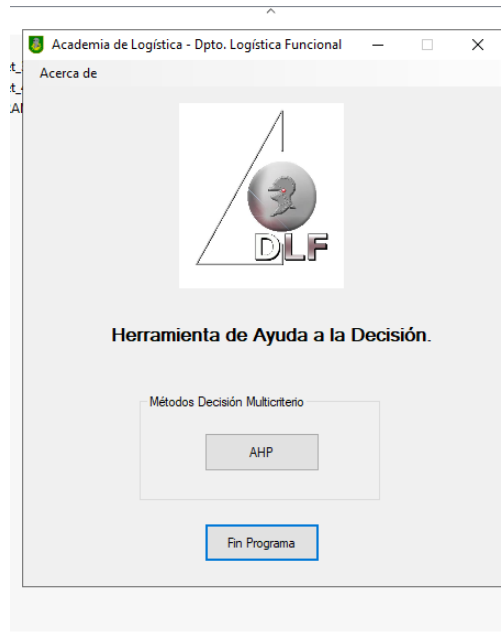 Academia de Logística - Dpto. Logística Funcional
Acerca de
DLF
Herramienta de Ayuda a la Decisión.
Métodos Decisión Multicriterio
AHP
Fin Programa